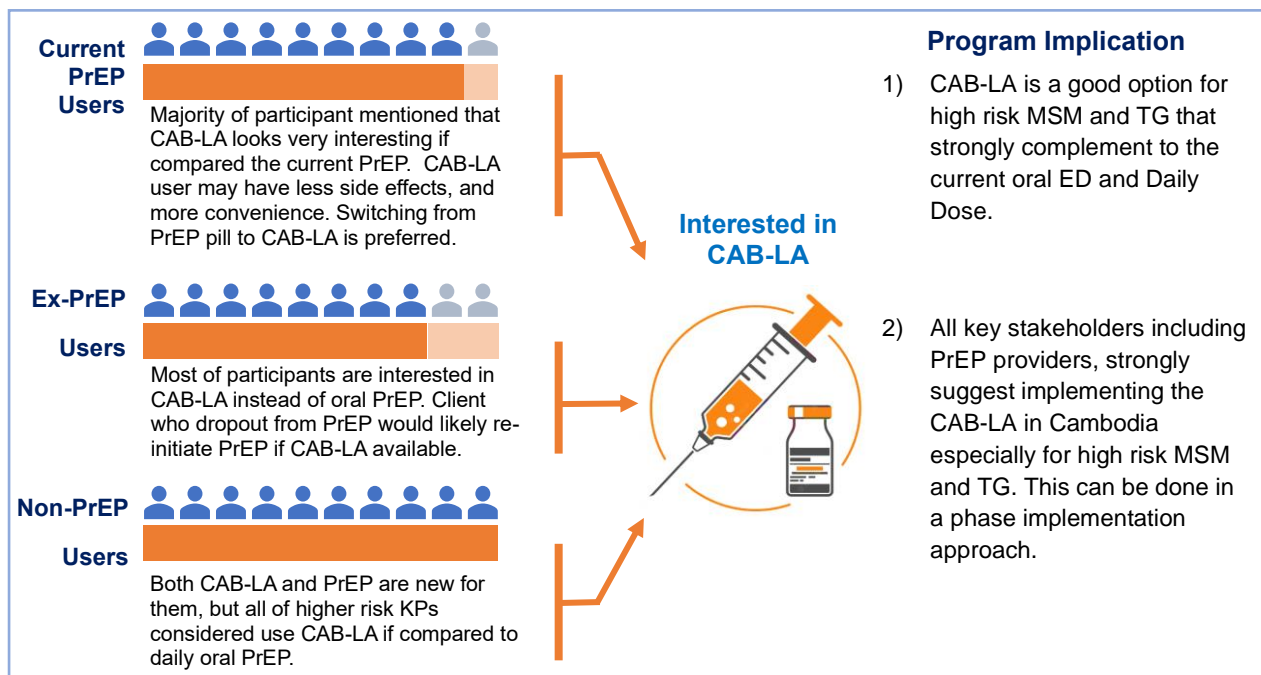 Current
PrEP
Users
Majority of participant mentioned that
CAB-LA looks very interesting if
compared the current PrEP. CAB-LA
user may have less side effects, and
more convenience. Switching from
PrEP pill to CAB-LA is preferred.
Ex-PrEP
Users
Most of participants are interested in
CAB-LA instead of oral PrEP. Client
who dropout from PrEP would likely re-
initiate PrEP if CAB-LA available.
Non-PrEP
Users
Both CAB-LA and PrEP are new for
them, but all of higher risk KPs
considered use CAB-LA if compared to
daily oral PrEP.
Interested in
CAB-LA
Program Implication
1) CAB-LA is a good option for
high risk MSM and TG that
strongly complement to the
current oral ED and Daily
Dose.
2) All key stakeholders including
PrEP providers, strongly
suggest implementing the
CAB-LA in Cambodia
especially for high risk MSM
and TG. This can be done in
a phase implementation
approach.